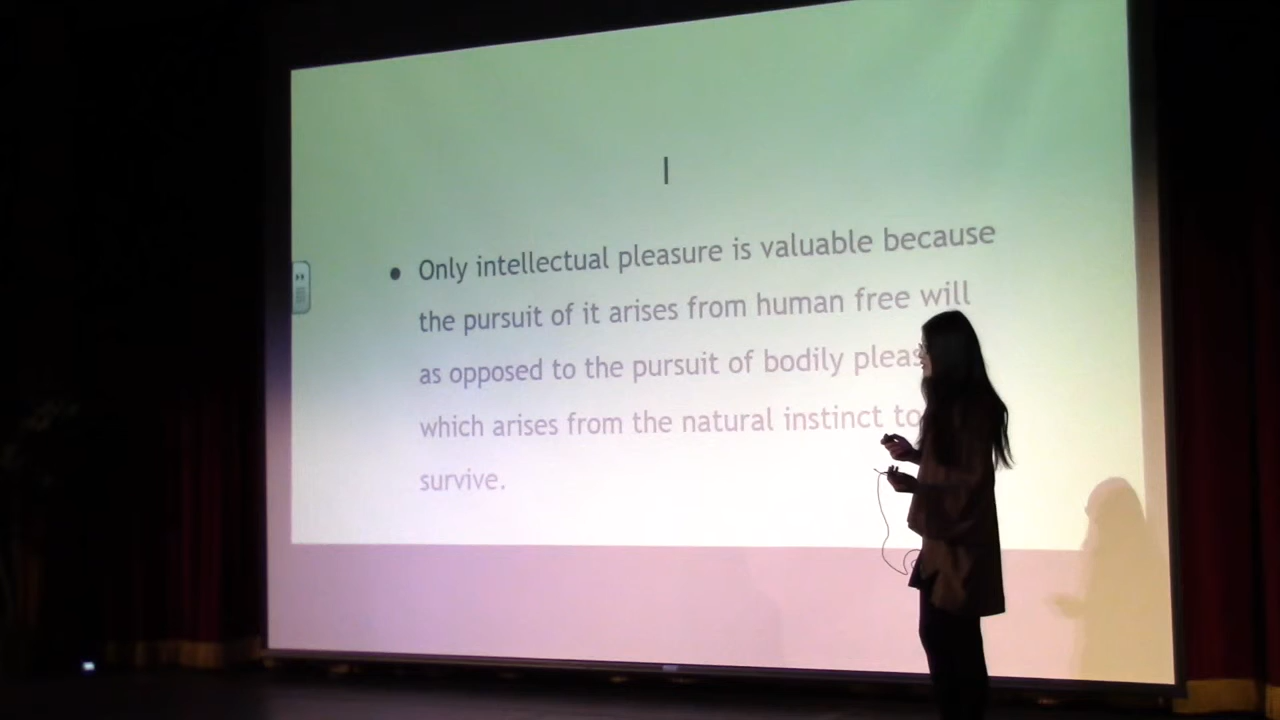 I
• Only intellectual pleasure is valuable because
the pursuit of it arises from human free will
as opposed to the pursuit of bodily
which arises from the natural instinct to
survive.